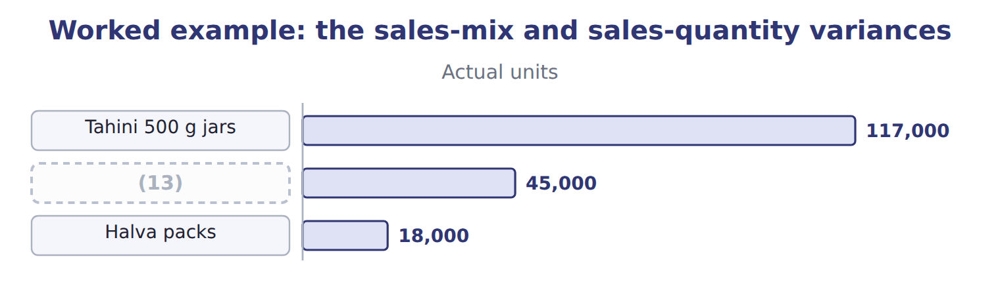 Worked example: the sales-mix and sales-quantity variances
Actual units
Tahini 500 g jars
117,000
(13)
45,000
Halva packs
18,000